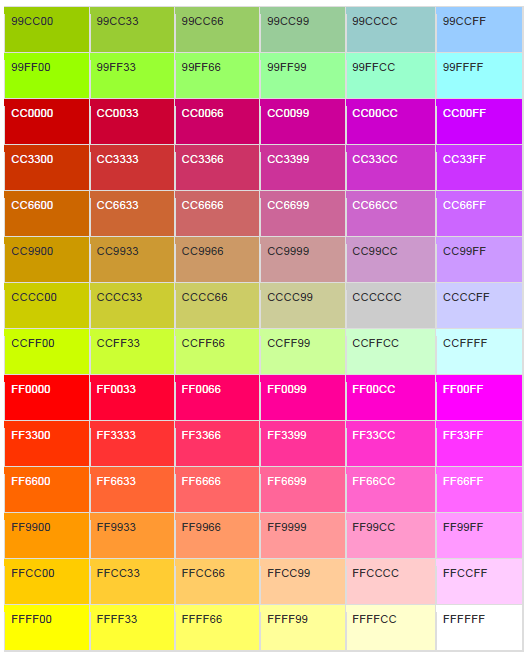 99CC00 99CC33 99CC66 99CC99 99CCCC 99CCFF
99FF00 99FF33 99FF66 99FF99 99FFCC 99FFFF
CC0000 CC0033 CC0066 CC0099 CC00CC CC00FF
CC3300 CC3333 CC3366 CC3399 CC33CC CC33FF
CC6600 CC6633 CC6666 CC6699 CC66CC CC66FF
CC9900 CC9933 CC9966 CC9999 CC99CC CC99FF
CCCC00 CCCC33 CCCC66 CCCC99 CCCCCC CCCCFF
CCFF00 CCFF33 CCFF66 CCFF99 CCFFCC CCFFFF
FF0000 FF0033 FF0066 FF0099 FF00CC FF00FF
FF3300 FF3333 FF3366 FF3399 FF33CC FF33FF
FF6600 FF6633 FF6666 FF6699 FF66CC FF66FF
FF9900 FF9933 FF9966 FF9999 FF99CC FF99FF
FFCC00 FFCC33 FFCC66 FFCC99 FFCCCC FFCCFF
FFFF00 FFFF33 FFFF66 FFFF99 FFFFCC FFFFFF